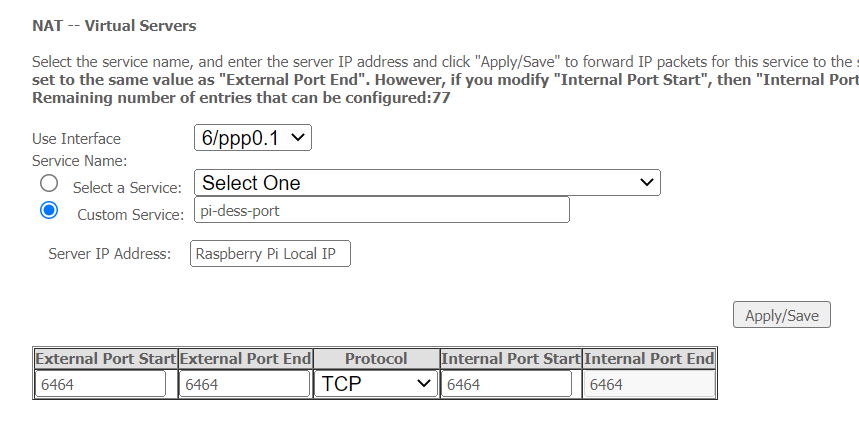 NAT -- Virtual Servers
Select the service name, and enter the server IP address and click "Apply/Save" to forward IP packets for this service to the
set to the same value as "External Port End". However, if you modify "Internal Port Start", then "Internal Port
Remaining number of entries that can be configured:77
Use Interface 6/ppp0.1
Service Name:
Select a Service: Select One
Custom Service: pi-dess-port
Server IP Address: Raspberry Pi Local IP
Apply/Save
External Port Start External Port End Protocol Internal Port Start Internal Port End
6464 6464 TCP 6464 6464